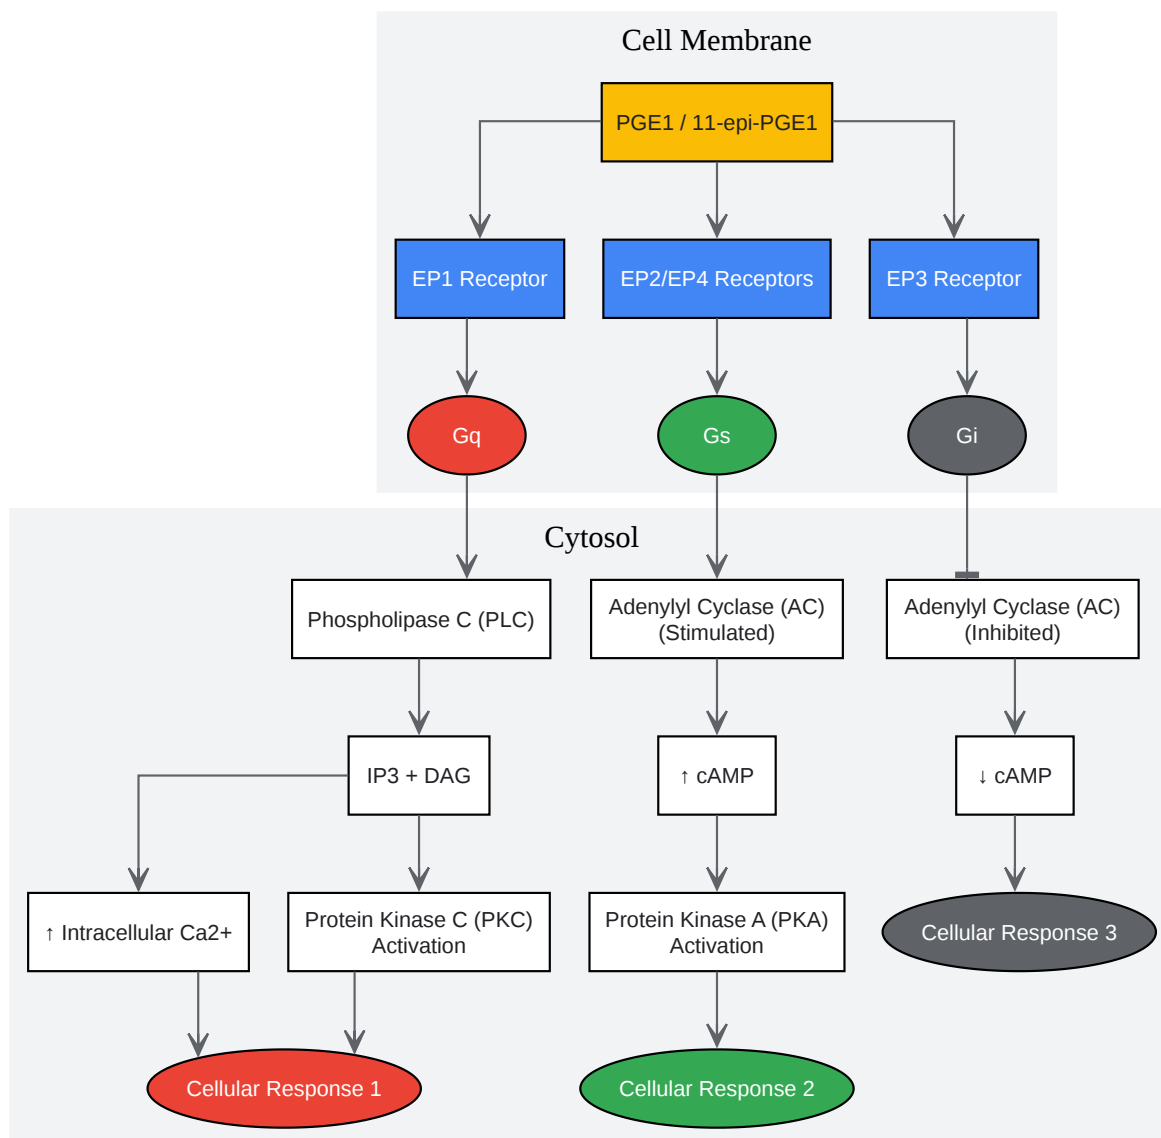 Cell Membrane
PGE1 / 11-epi-PGE1
EP1 Receptor
EP2/EP4 Receptors
EP3 Receptor
Gq
Gs
Gi
Cytosol
Phospholipase C (PLC)
Adenylyl Cyclase (AC)
(Stimulated)
Adenylyl Cyclase (AC)
(Inhibited)
IP3 + DAG
↑ cAMP
↓ cAMP
↑ Intracellular Ca2+
Protein Kinase C (PKC)
Activation
Protein Kinase A (PKA)
Activation
Cellular Response 3
Cellular Response 1
Cellular Response 2